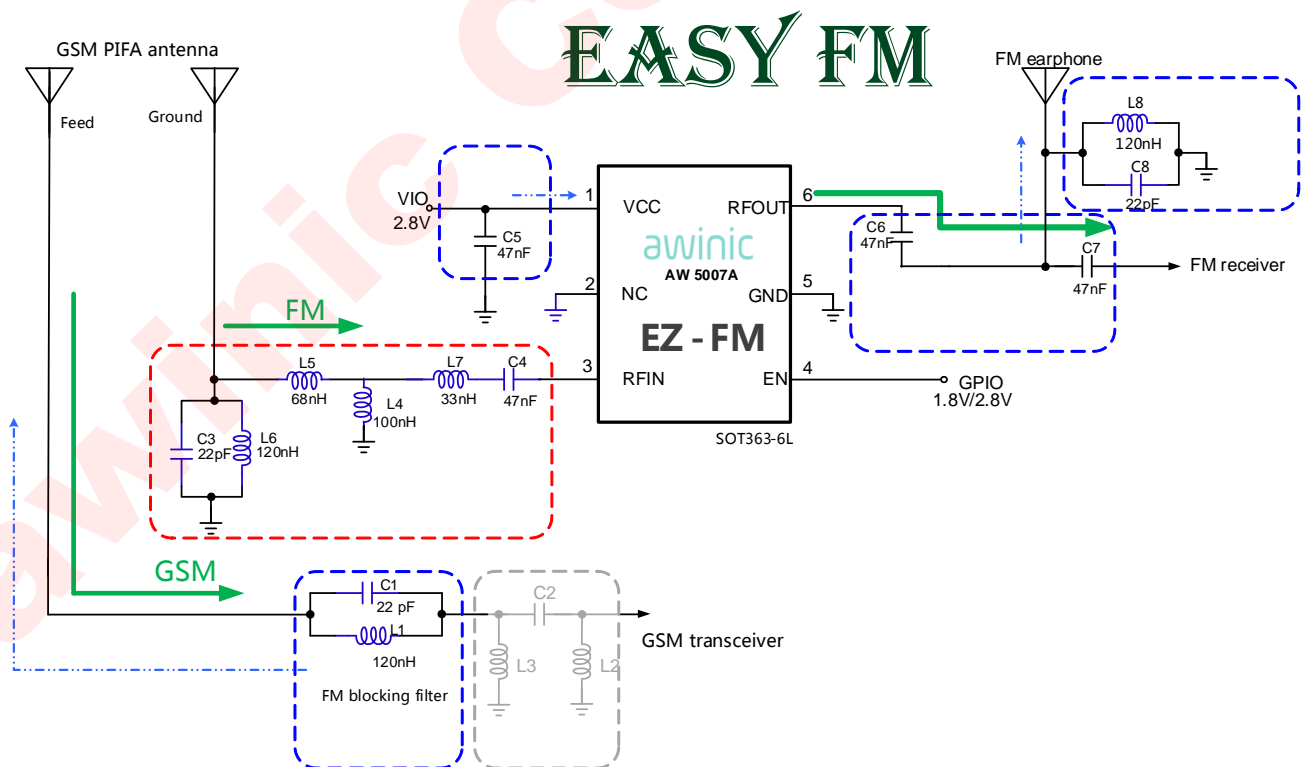 EASY FM
GSM PIFA antenna
Feed
Ground
FM earphone
L8
120nH
C8
22pF
VIO
2.8V
C5
47nF
1
VCC
2
NC
3
RFIN
6
RFOUT
5
GND
4
EN
awinic
AW 5007A
EZ - FM
SOT363-6L
C6
47nF
C7
47nF
FM receiver
GPIO
1.8V/2.8V
FM
L5
68nH
L4
100nH
L7
33nH
C4
47nF
C3
22pF
L6
120nH
GSM
C1
22 pF
L1
120nH
FM blocking filter
C2
L3
L2
GSM transceiver
awinic C